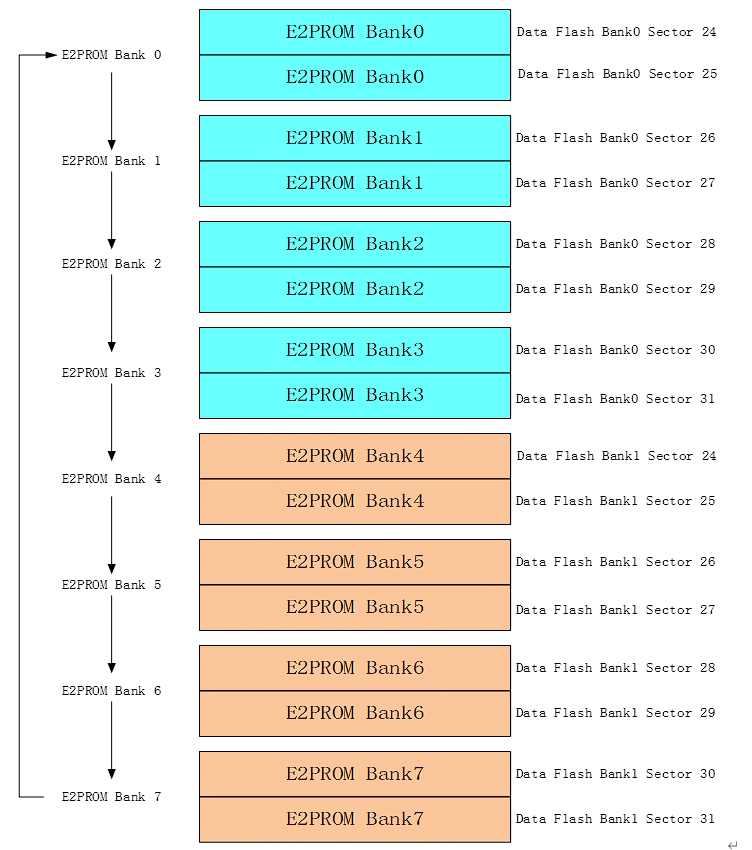 E2PROM Bank0 Data Flash Bank0 Sector 24
E2PROM Bank 0
E2PROM Bank0 Data Flash Bank0 Sector 25
E2PROM Bank1 Data Flash Bank0 Sector 26
E2PROM Bank 1
E2PROM Bank1 Data Flash Bank0 Sector 27
E2PROM Bank2 Data Flash Bank0 Sector 28
E2PROM Bank 2
E2PROM Bank2 Data Flash Bank0 Sector 29
E2PROM Bank3 Data Flash Bank0 Sector 30
E2PROM Bank 3
E2PROM Bank3 Data Flash Bank0 Sector 31
E2PROM Bank4 Data Flash Bank1 Sector 24
E2PROM Bank 4
E2PROM Bank4 Data Flash Bank1 Sector 25
E2PROM Bank5 Data Flash Bank1 Sector 26
E2PROM Bank 5
E2PROM Bank5 Data Flash Bank1 Sector 27
E2PROM Bank6 Data Flash Bank1 Sector 28
E2PROM Bank 6
E2PROM Bank6 Data Flash Bank1 Sector 29
E2PROM Bank7 Data Flash Bank1 Sector 30
E2PROM Bank 7
E2PROM Bank7 Data Flash Bank1 Sector 31